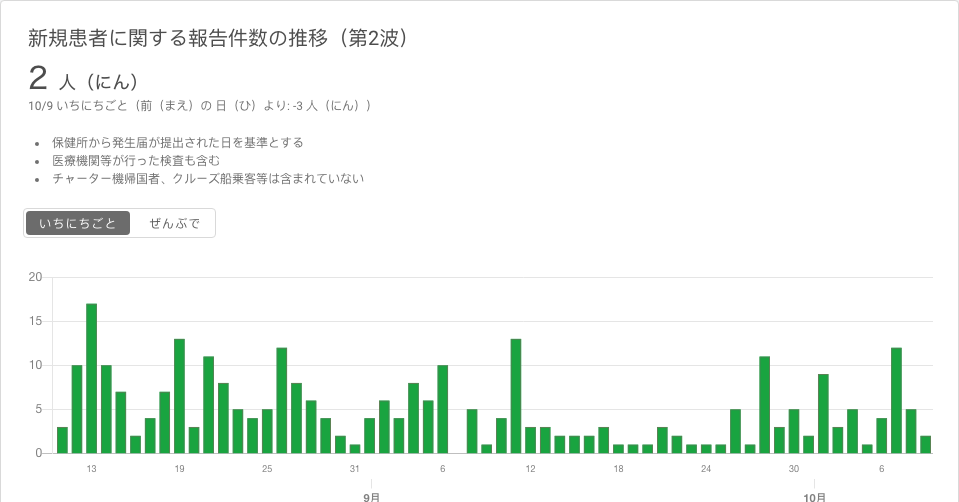 新規患者に関する報告件数の推移（第2波）
2 人（にん）
10/9 いちにちごと（前（まえ）の 日（ひ）より: -3 人（にん））
保健所から発生届が提出された日を基準とする
医療機関等が行った検査も含む
チャーター機帰国者、クルーズ船乗客等は含まれていない
いちにちごと ぜんぶで
20
15
10
5
0
13 19 25 31 6 12 18 24 30 6
9月 10月